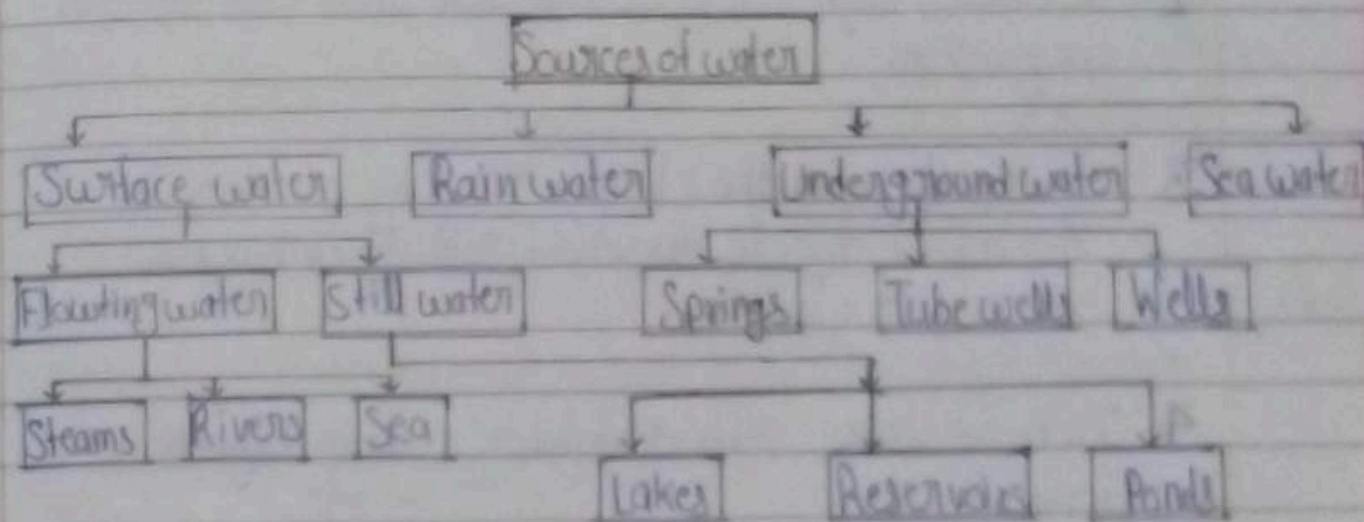 Sources of water
Surface water Rain water Underground water Sea water
Flowting water Still water Springs Tube wells Wells
Steams Rivers Sea
Lakes Reservoirs Ponds